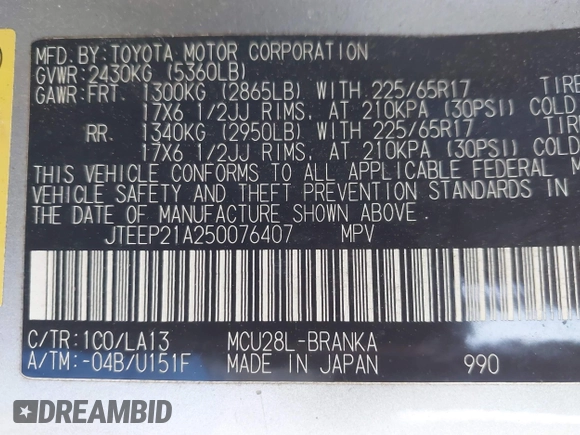 MFD. BY: TOYOTA MOTOR CORPORATION
GVWR: 2430KG (5360LB)
GAWR: FRT. 1300KG (2865LB) WITH 225/65R17 TIRE
17X6 1/2JJ RIMS, AT 210KPA (30PSI) COLD
RR. 1340KG (2950LB) WITH 225/65R17 TIRE
17X6 1/2JJ RIMS, AT 210KPA (30PSI) COLD
THIS VEHICLE CONFORMS TO ALL APPLICABLE FEDERAL M
VEHICLE SAFETY AND THEFT PREVENTION STANDARDS IN
THE DATE OF MANUFACTURE SHOWN ABOVE.
JTEEP21A250076407 MPV
C/TR: 1C0/LA13 MCU28L-BRANKA
A/TM: -04B/U151F MADE IN JAPAN 990
DREAMBID